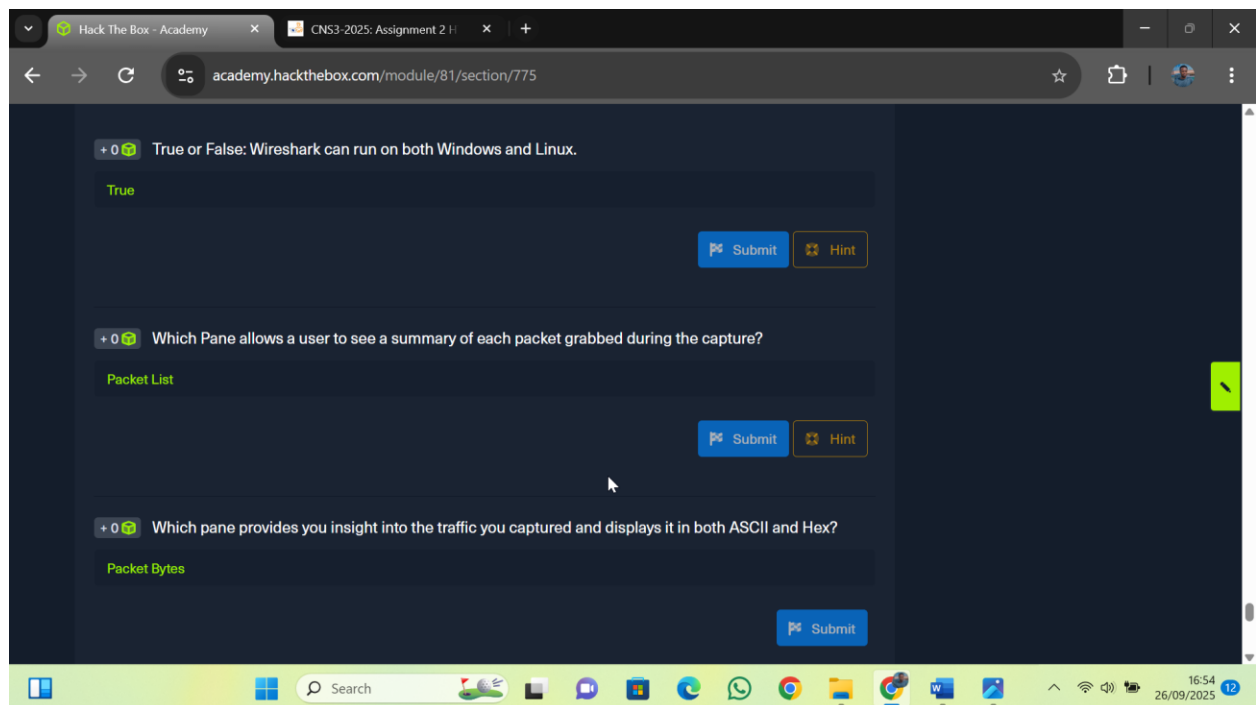 Hack The Box - Academy
CNS3-2025: Assignment 2 H
academy.hackthebox.com/module/81/section/775
+ 0 True or False: Wireshark can run on both Windows and Linux.
True
Submit Hint
+ 0 Which Pane allows a user to see a summary of each packet grabbed during the capture?
Packet List
Submit Hint
+ 0 Which pane provides you insight into the traffic you captured and displays it in both ASCII and Hex?
Packet Bytes
Submit
Search
16:54
26/09/2025
12